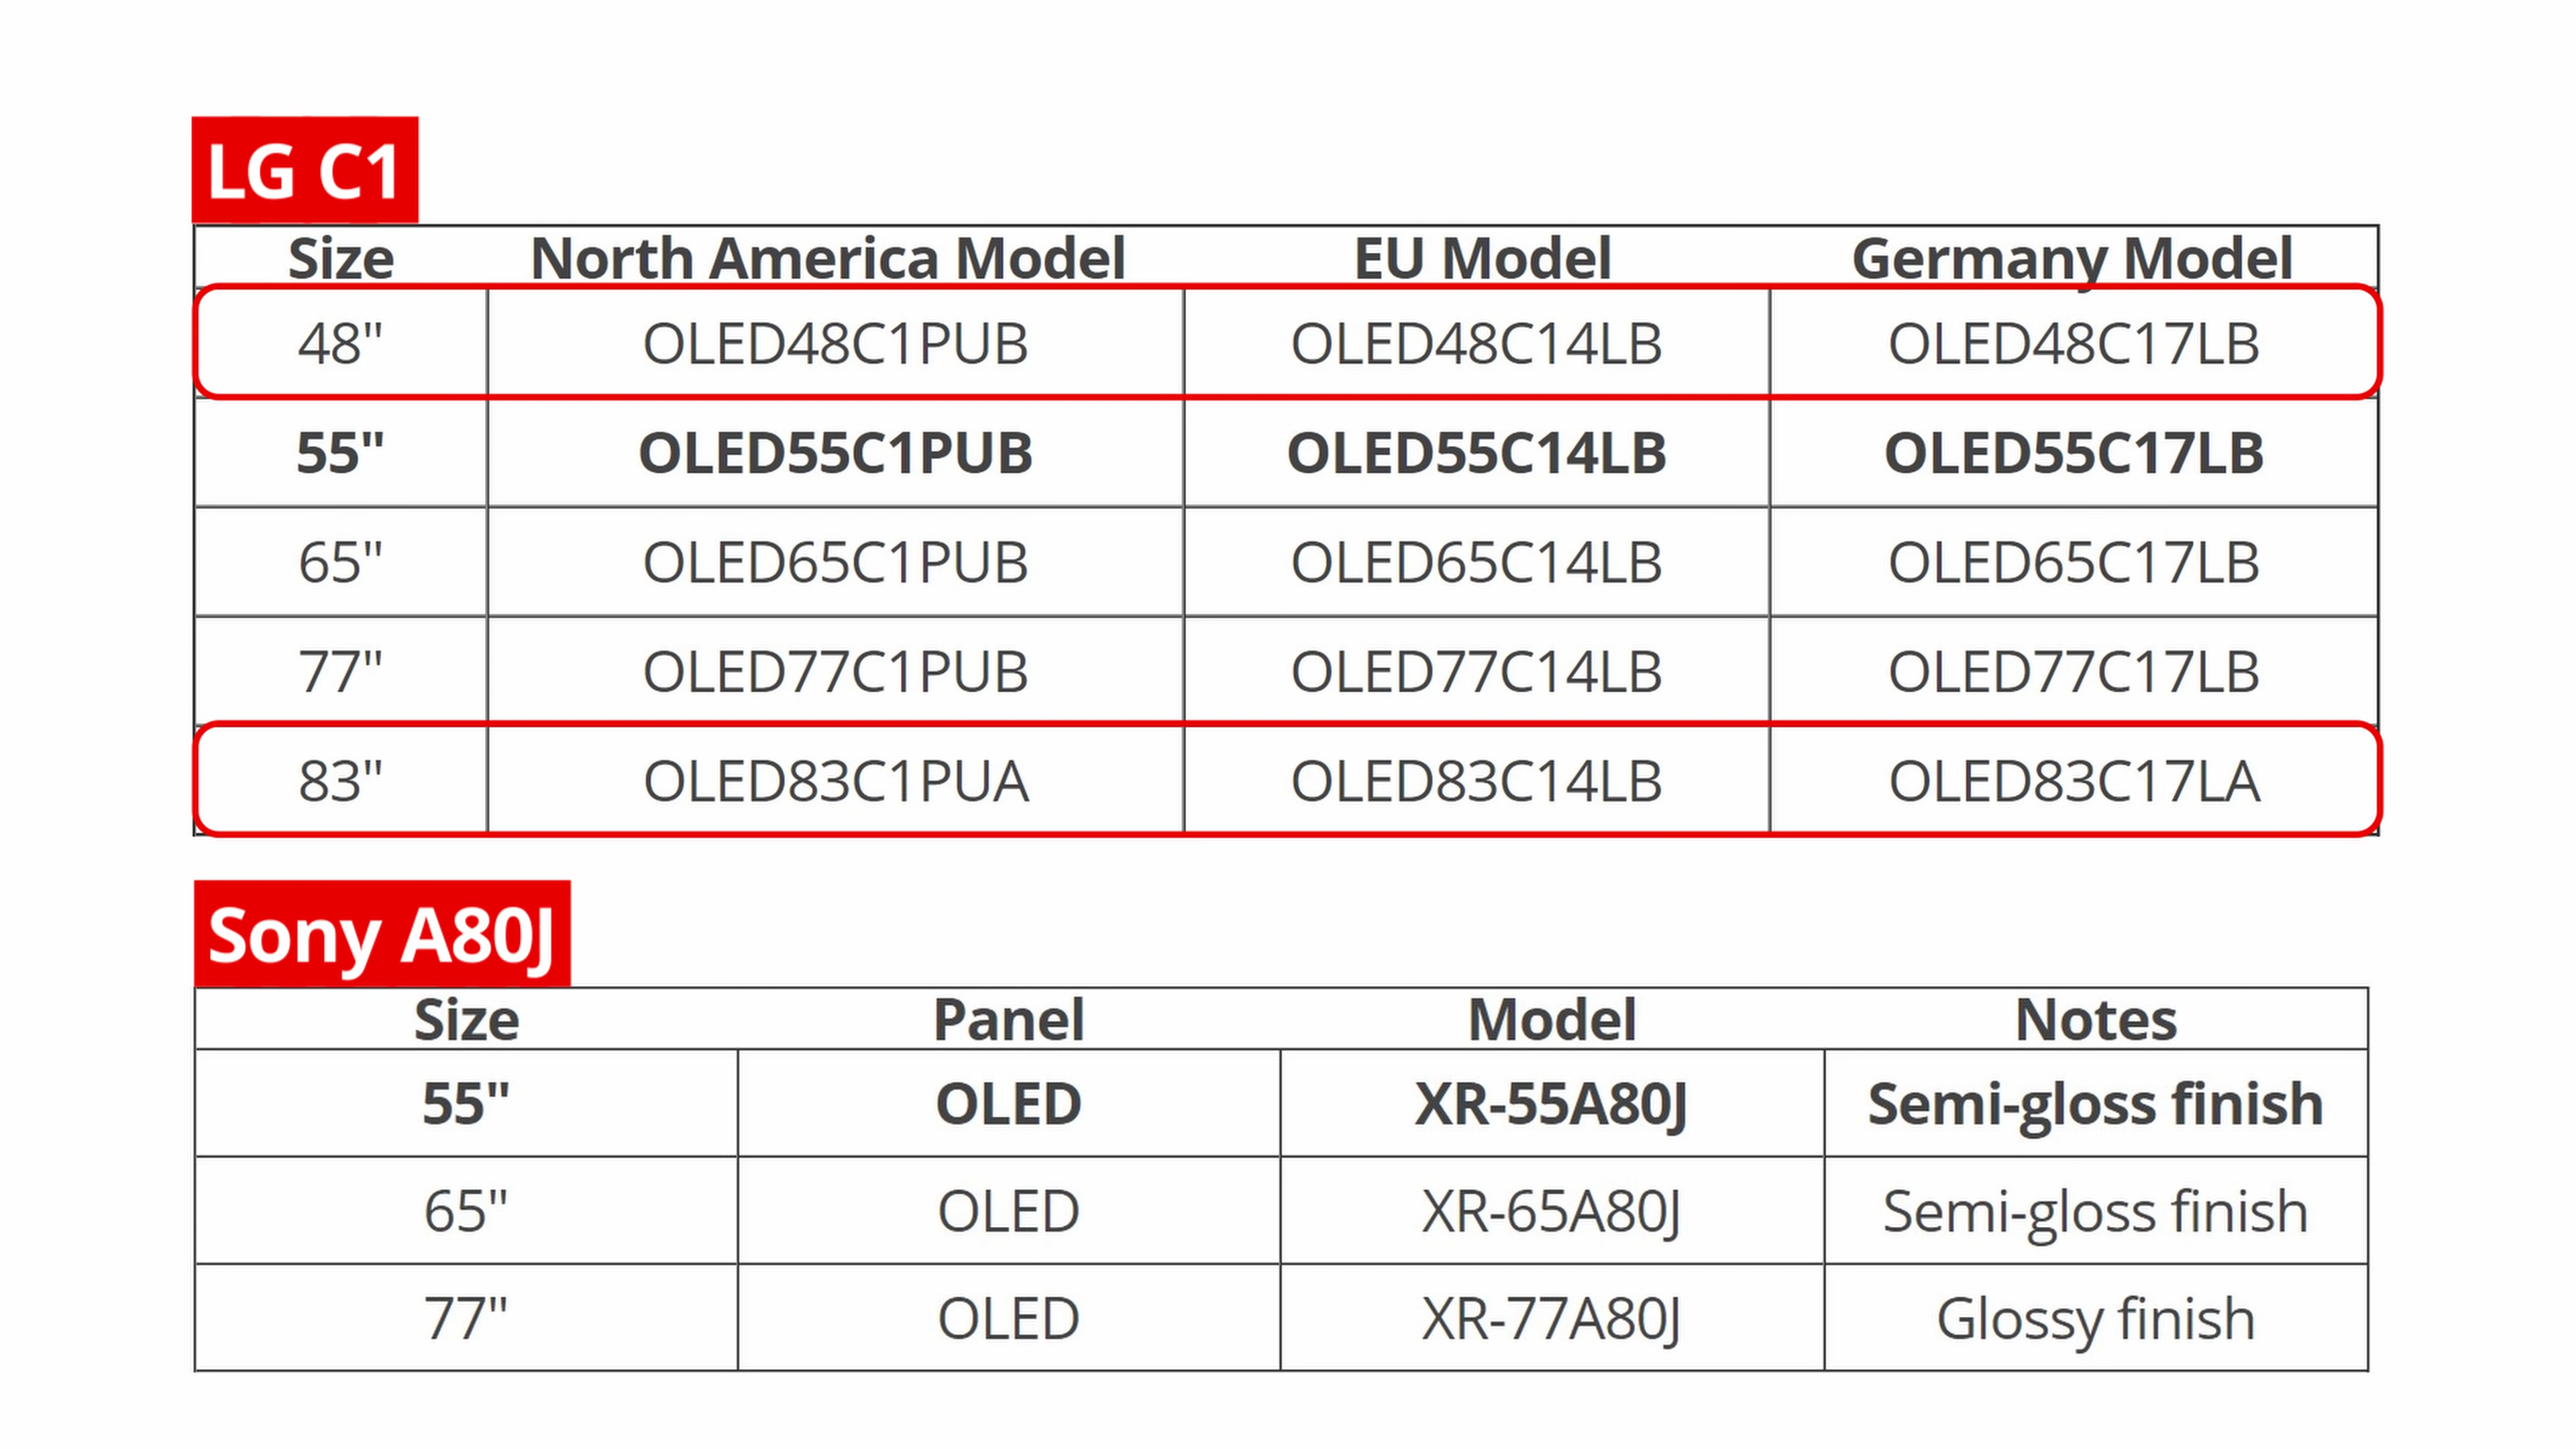 LG C1
Size North America Model EU Model Germany Model
48" OLED48C1PUB OLED48C14LB OLED48C17LB
55" OLED55C1PUB OLED55C14LB OLED55C17LB
65" OLED65C1PUB OLED65C14LB OLED65C17LB
77" OLED77C1PUB OLED77C14LB OLED77C17LB
83" OLED83C1PUA OLED83C14LB OLED83C17LA
Sony A80J
Size Panel Model Notes
55" OLED XR-55A80J Semi-gloss finish
65" OLED XR-65A80J Semi-gloss finish
77" OLED XR-77A80J Glossy finish